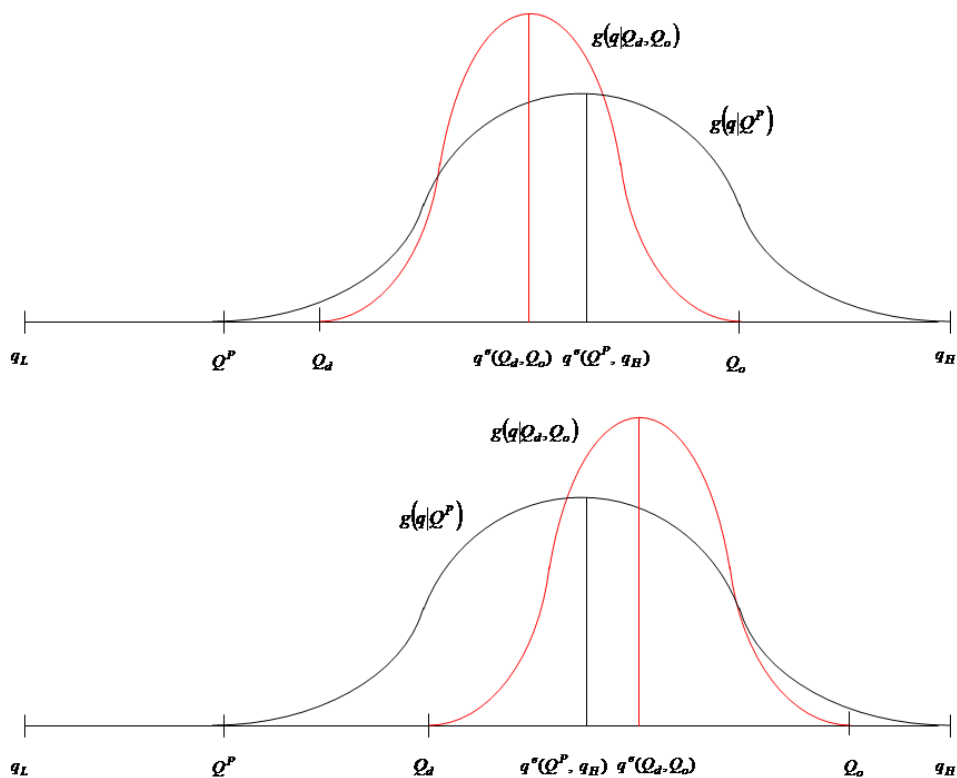 g(q|Q_d, Q_o)
g(q|Q^P)
q_L Q^P Q_d q^e(Q_d, Q_o) q^e(Q^P, q_H) Q_o q_H
g(q|Q_d, Q_o)
g(q|Q^P)
q_L Q^P Q_d q^e(Q^P, q_H) q^e(Q_d, Q_o) Q_o q_H